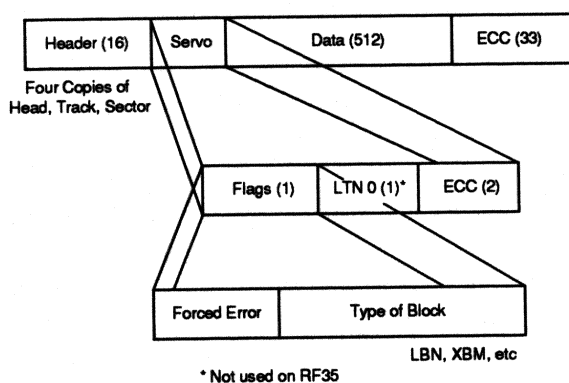 Header (16) Servo Data (512) ECC (33)
Four Copies of
Head, Track, Sector
Flags (1) LTN 0 (1)* ECC (2)
Forced Error Type of Block
LBN, XBM, etc
* Not used on RF35